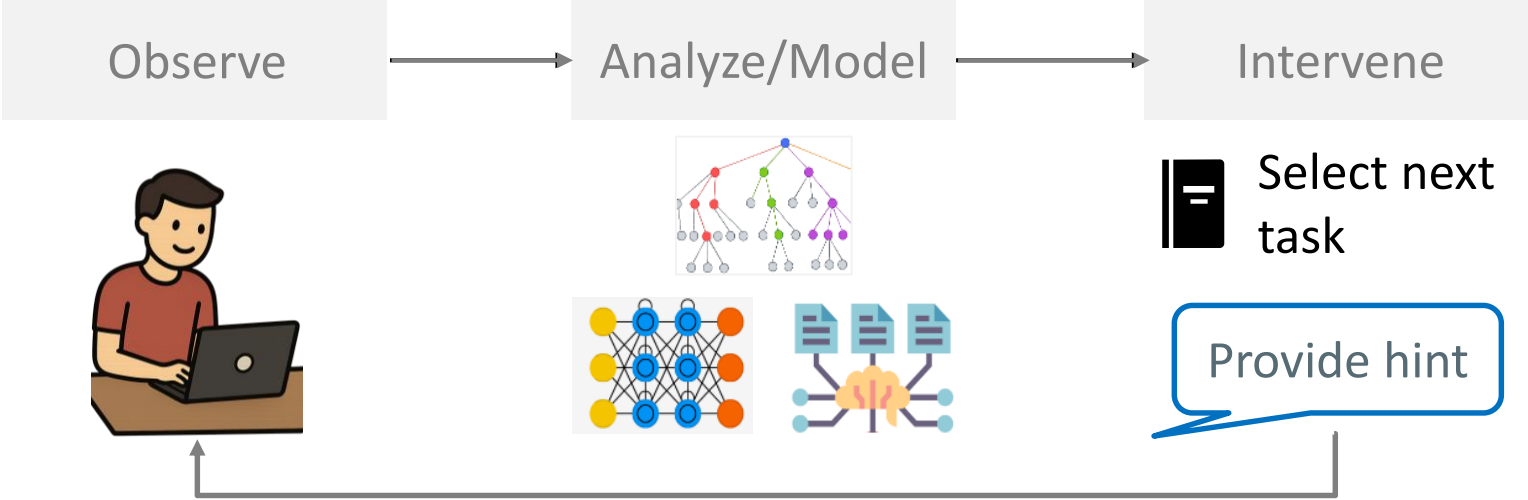 Observe
Analyze/Model
Intervene
Select next
task
Provide hint